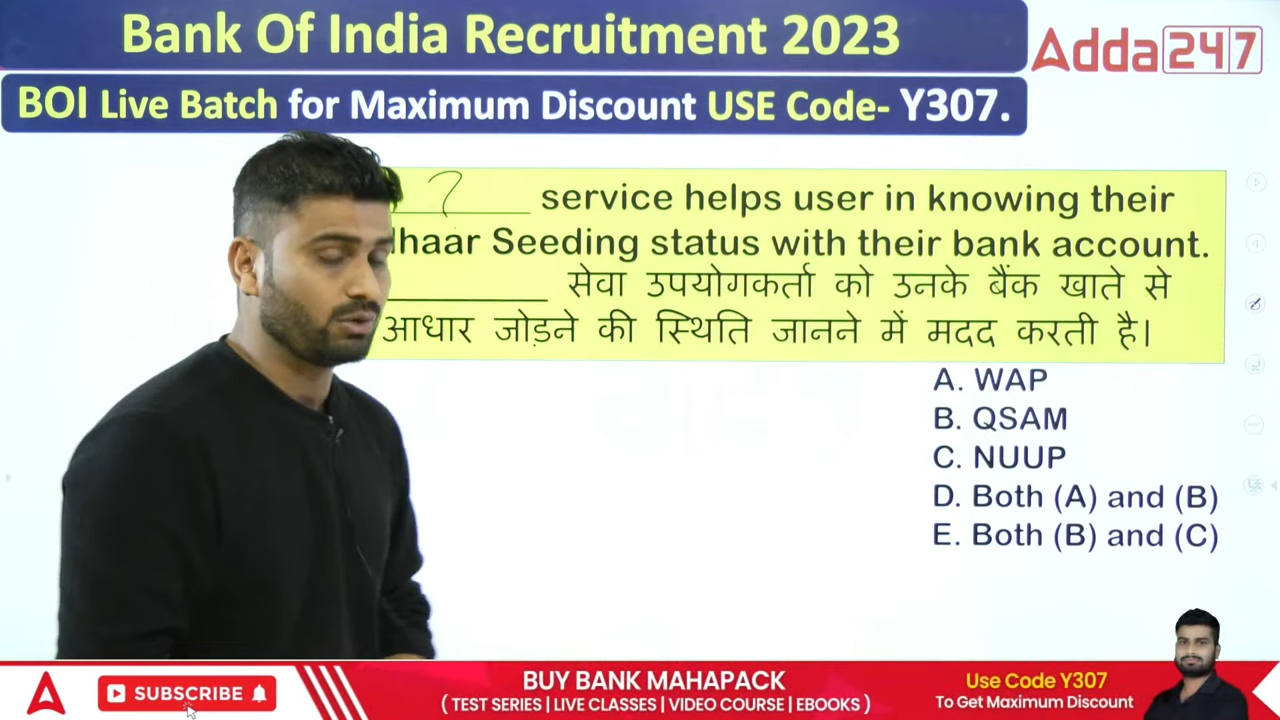 Bank Of India Recruitment 2023
Adda 247
BOI Live Batch for Maximum Discount USE Code- Y307.
? service helps user in knowing their
dhaar Seeding status with their bank account.
सेवा उपयोगकर्ता को उनके बैंक खाते से
आधार जोड़ने की स्थिति जानने में मदद करती है।
A. WAP
B. QSAM
C. NUUP
D. Both (A) and (B)
E. Both (B) and (C)
SUBSCRIBE
BUY BANK MAHAPACK
( TEST SERIES | LIVE CLASSES | VIDEO COURSE | EBOOKS )
Use Code Y307
To Get Maximum Discount